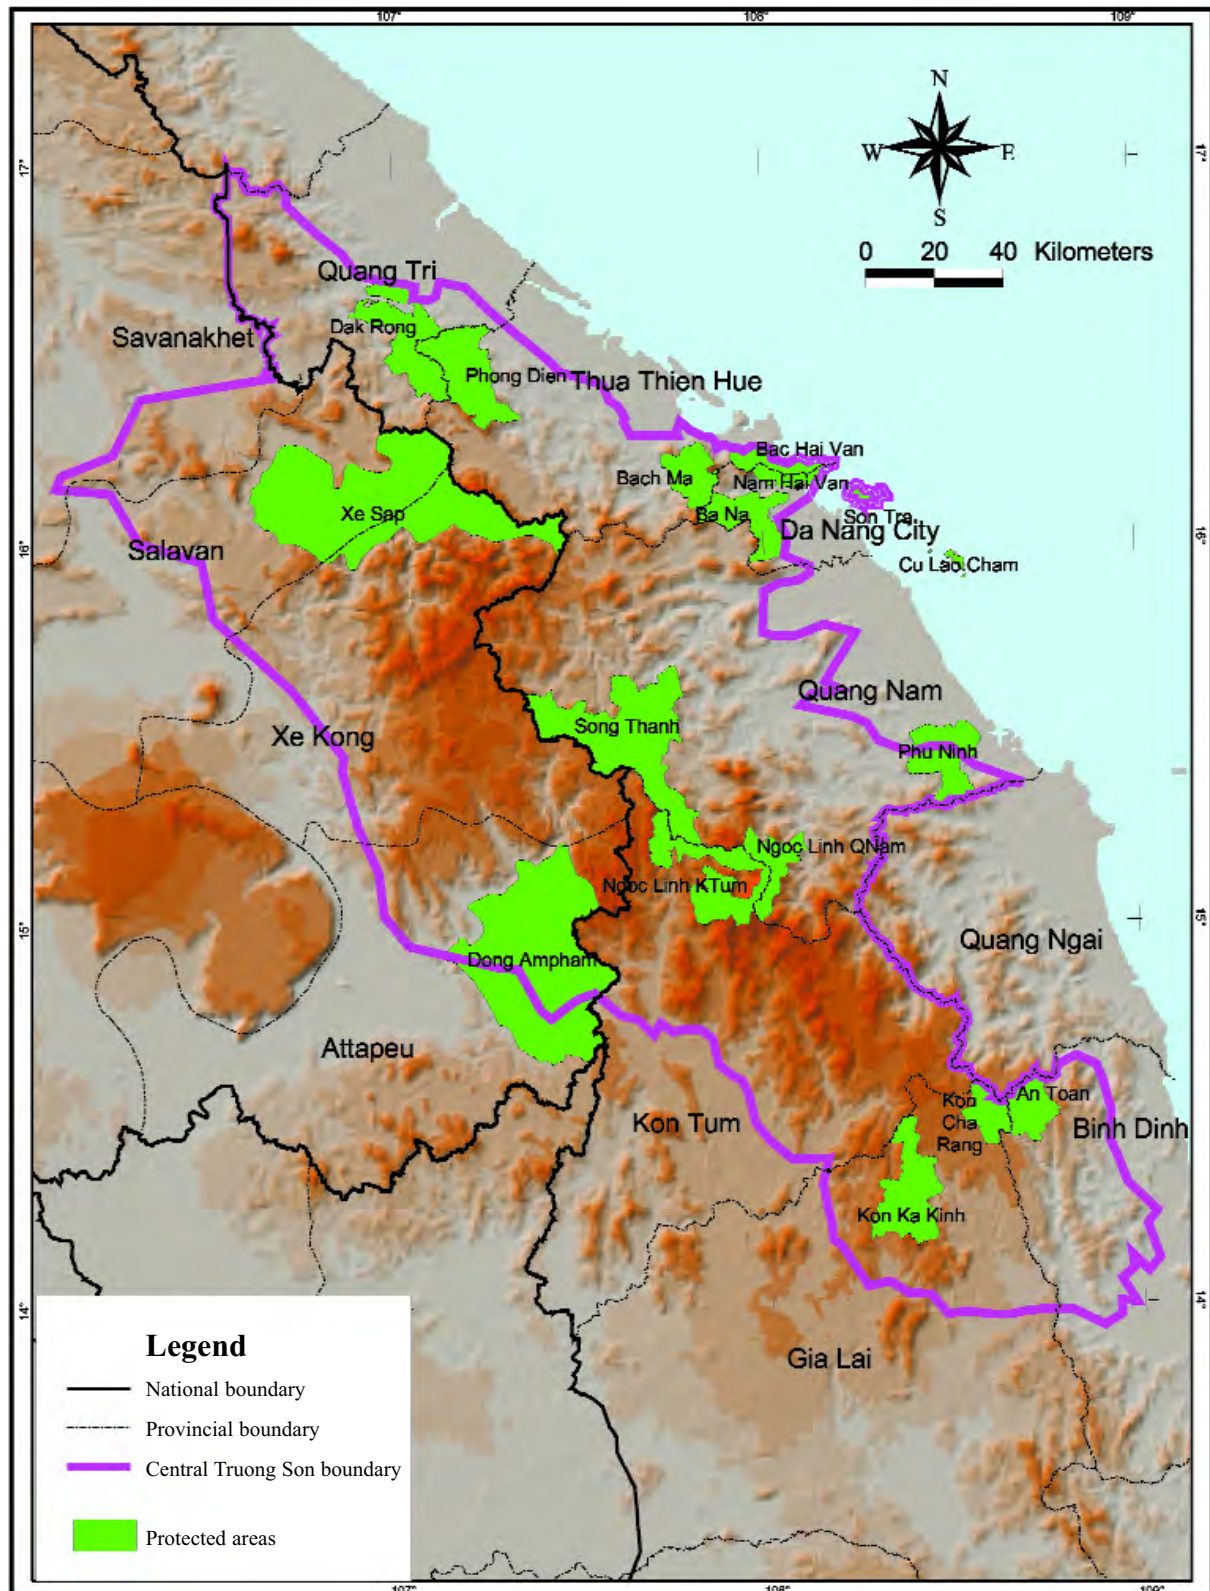 107°
108°
109°
N
W
E
S
17°
17°
0 20 40 Kilometers
Quang Tri
Dak Rong
Savanakhet
Phong Dien
Thua Thien Hue
Bac Hai Van
Bach Ma
Nam Hai Van
Xe Sap
Ba Na
Son Tra
Da Nang City
Salavan
16°
16°
Cu Lao Cham
Quang Nam
Song Thanh
Xe Kong
Phu Ninh
Ngoc Linh QNam
Ngoc Linh KTum
15°
15°
Quang Ngai
Dong Ampham
Attapeu
Kon
Cha
Rang
An Toan
Kon Tum
Binh Dinh
Kon Ka Kinh
14°
14°
Gia Lai
Legend
National boundary
Provincial boundary
Central Truong Son boundary
Protected areas
107°
108°
109°